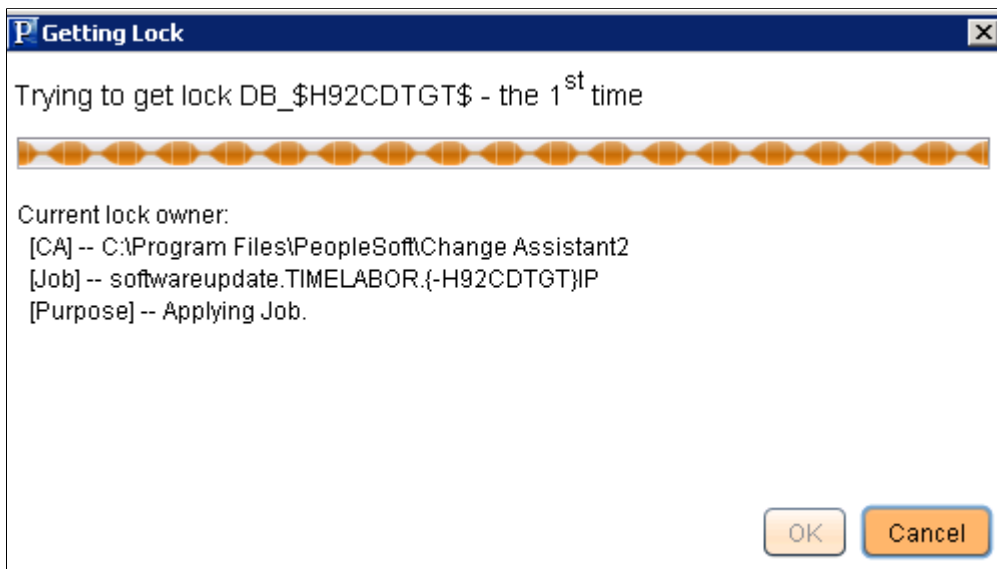 P Getting Lock
Trying to get lock DB_$H92CDTGT$ - the 1st time
Current lock owner:
[CA] -- C:\Program Files\PeopleSoft\Change Assistant2
[Job] -- softwareupdate.TIMELABOR.{-H92CDTGT}IP
[Purpose] -- Applying Job.
OK Cancel